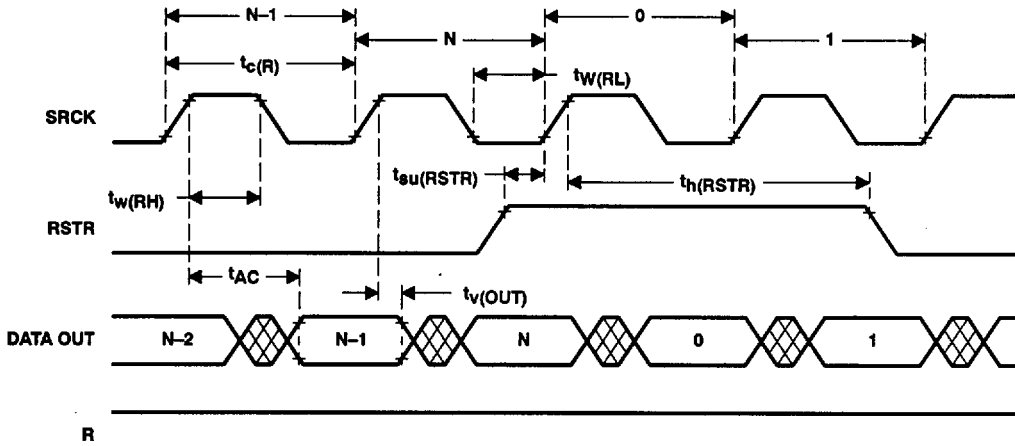 N–1
0
N
1
tc(R)
tW(RL)
SRCK
tsu(RSTR)
th(RSTR)
tw(RH)
RSTR
tAC
tv(OUT)
DATA OUT
N–2
N–1
N
0
1
R